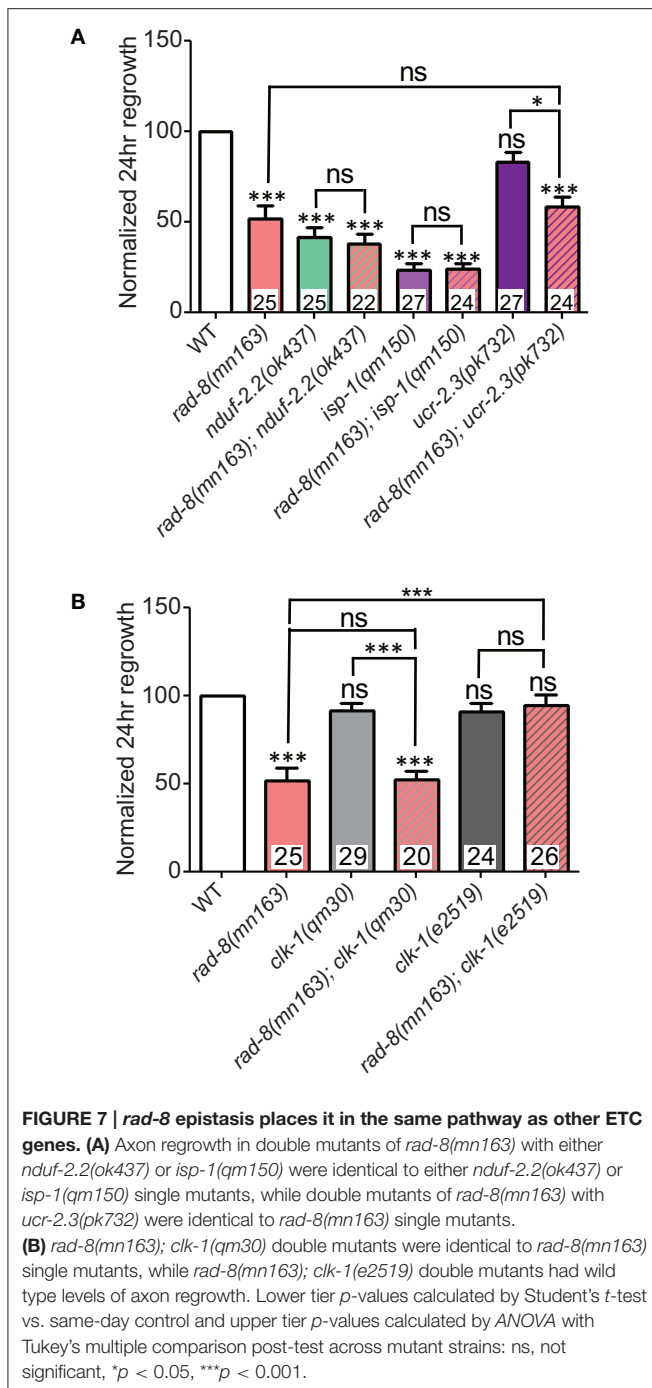 A
150
ns
*
ns
100
ns
ns
***
***
***
***
***
***
50
0
Normalized 24hr regrowth
25
25
22
27
24
27
24
WT
rad-8(mn163)
nduf-2.2(ok437)
rad-8(mn163); nduf-2.2(ok437)
isp-1(qm150)
rad-8(mn163); isp-1(qm150)
ucr-2.3(pk732)
rad-8(mn163); ucr-2.3(pk732)
B
150
***
ns
***
ns
100
ns
ns
ns
***
***
50
0
Normalized 24hr regrowth
25
29
20
24
26
WT
rad-8(mn163)
clk-1(qm30)
rad-8(mn163); clk-1(qm30)
clk-1(e2519)
rad-8(mn163); clk-1(e2519)
FIGURE 7 | rad-8 epistasis places it in the same pathway as other ETC
genes. (A) Axon regrowth in double mutants of rad-8(mn163) with either
nduf-2.2(ok437) or isp-1(qm150) were identical to either nduf-2.2(ok437) or
isp-1(qm150) single mutants, while double mutants of rad-8(mn163) with
ucr-2.3(pk732) were identical to rad-8(mn163) single mutants.
(B) rad-8(mn163); clk-1(qm30) double mutants were identical to rad-8(mn163)
single mutants, while rad-8(mn163); clk-1(e2519) double mutants had wild
type levels of axon regrowth. Lower tier p-values calculated by Student's t-test
vs. same-day control and upper tier p-values calculated by ANOVA with
Tukey's multiple comparison post-test across mutant strains: ns, not
significant, *p < 0.05, ***p < 0.001.